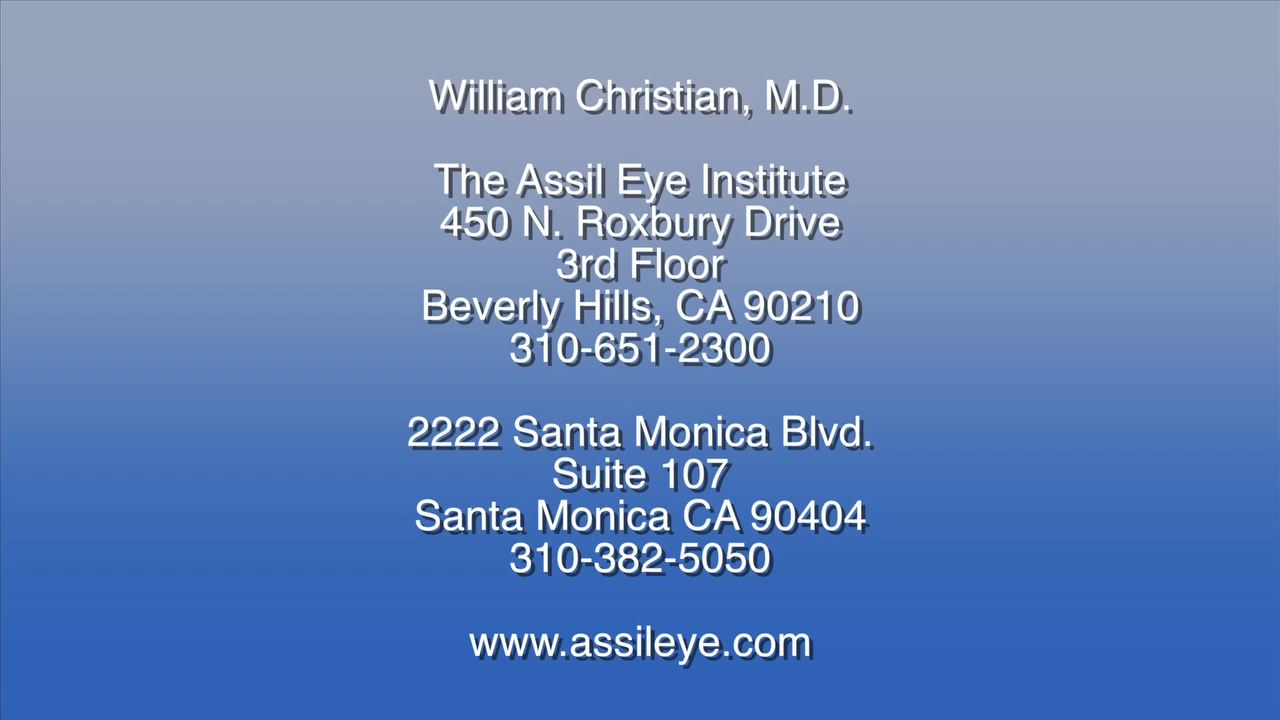 William Christian, M.D.
The Assil Eye Institute
450 N. Roxbury Drive
3rd Floor
Beverly Hills, CA 90210
310-651-2300
2222 Santa Monica Blvd.
Suite 107
Santa Monica CA 90404
310-382-5050
www.assileye.com